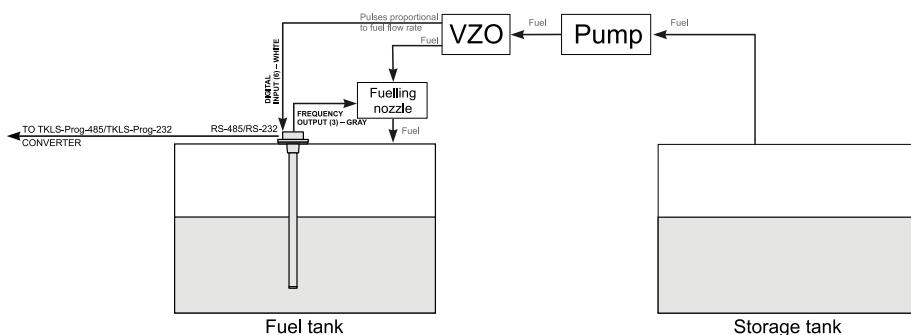 Pulses proportional
to fuel flow rate
Fuel
VZO
Fuel
Pump
Fuel
DIGITAL
INPUT (6) – WHITE
Fuelling
nozzle
FREQUENCY
OUTPUT (3) – GRAY
Fuel
TO TKLS-Prog-485/TKLS-Prog-232
RS-485/RS-232
CONVERTER
Fuel tank
Storage tank